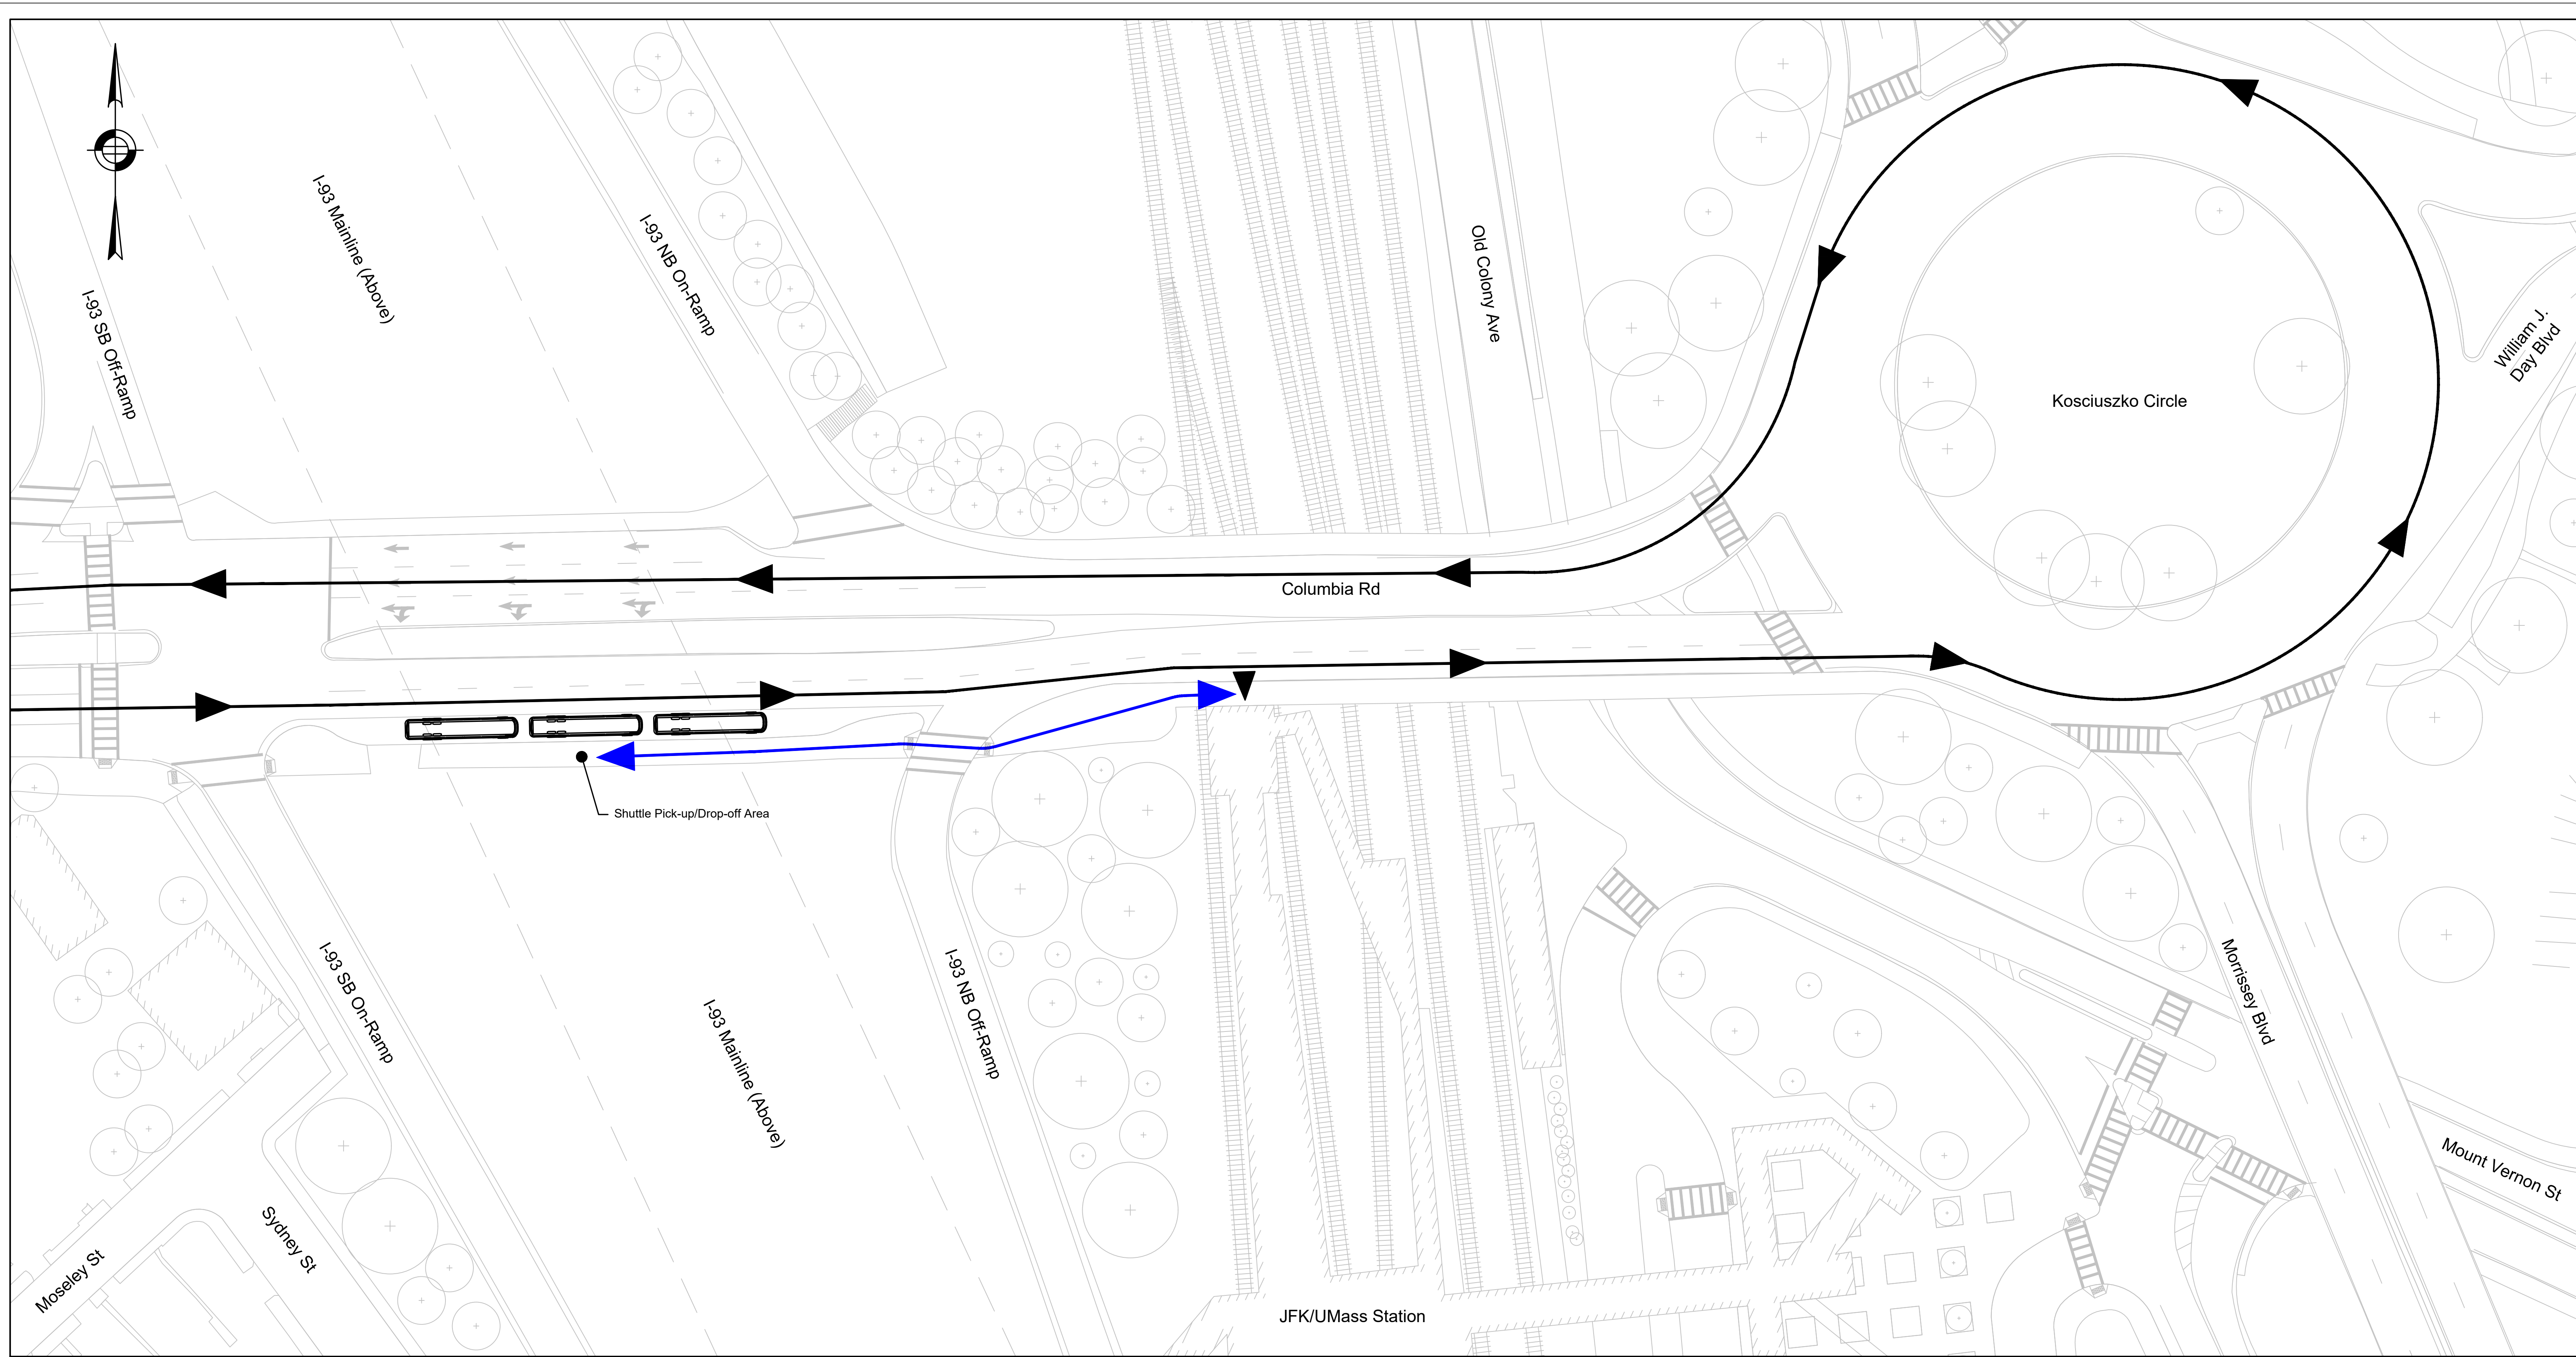 I-93 Mainline (Above)
I-93 NB On-Ramp
Old Colony Ave
I-93 SB Off-Ramp
William J.
Day Blvd
Kosciuszko Circle
Columbia Rd
Shuttle Pick-up/Drop-off Area
I-93 SB On-Ramp
I-93 Mainline (Above)
I-93 NB Off-Ramp
Morrissey Blvd
Mount Vernon St
Sydney St
Moseley St
JFK/UMass Station